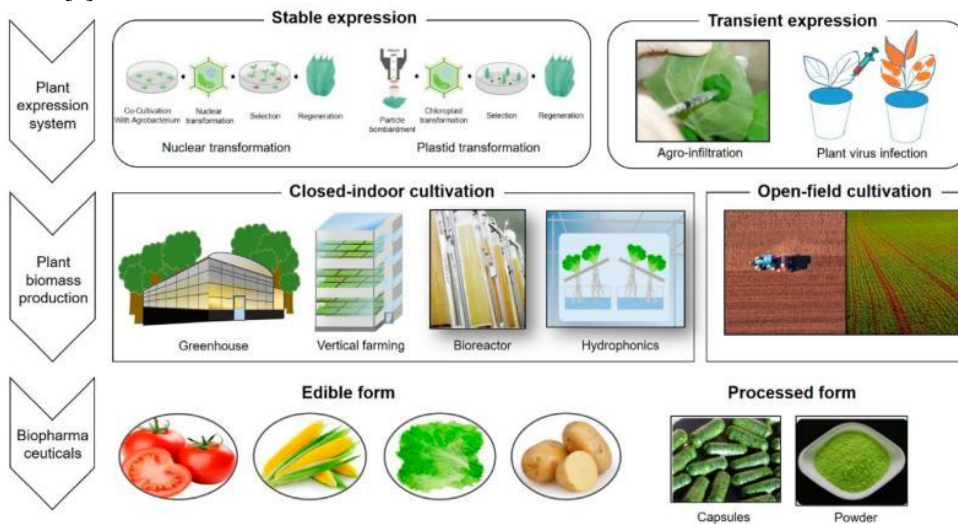 Stable expression
Transient expression
Plant
expression
system
Co-Cultivation
With Agrobacterium
Nuclear
transformation
Selection
Regeneration
Particle
bombardment
Chloroplast
transformation
Selection
Regeneration
Nuclear transformation
Plastid transformation
Agro-infiltration
Plant virus infection
Closed-indoor cultivation
Open-field cultivation
Plant
biomass
production
Greenhouse
Vertical farming
Bioreactor
Hydrophonics
Edible form
Processed form
Biopharma
ceuticals
Capsules
Powder